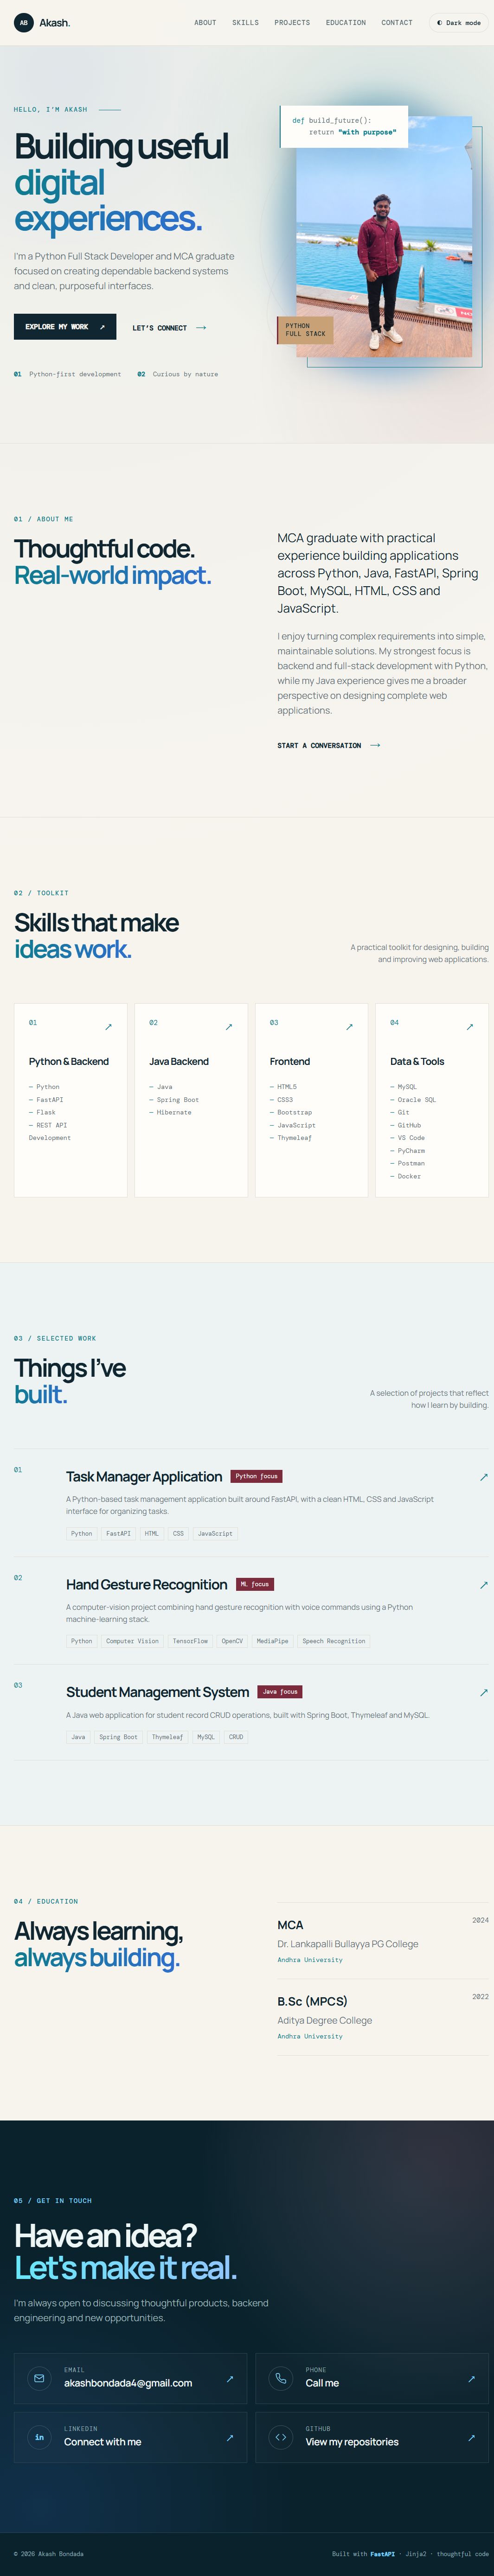 AB Akash.
ABOUT SKILLS PROJECTS EDUCATION CONTACT Dark mode
HELLO, I'M AKASH
Building useful
digital
experiences.
I'm a Python Full Stack Developer and MCA graduate
focused on creating dependable backend systems
and clean, purposeful interfaces.
EXPLORE MY WORK ↗
LET'S CONNECT →
01 Python-first development 02 Curious by nature
def build_future():
return "with purpose"
PYTHON
FULL STACK
01 / ABOUT ME
Thoughtful code.
Real-world impact.
MCA graduate with practical
experience building applications
across Python, Java, FastAPI, Spring
Boot, MySQL, HTML, CSS and
JavaScript.
I enjoy turning complex requirements into simple,
maintainable solutions. My strongest focus is
backend and full-stack development with Python,
while my Java experience gives me a broader
perspective on designing complete web
applications.
START A CONVERSATION →
02 / TOOLKIT
Skills that make
ideas work.
A practical toolkit for designing, building
and improving web applications.
01 ↗
Python & Backend
— Python
— FastAPI
— Flask
— REST API
Development
02 ↗
Java Backend
— Java
— Spring Boot
— Hibernate
03 ↗
Frontend
— HTML5
— CSS3
— Bootstrap
— JavaScript
— Thymeleaf
04 ↗
Data & Tools
— MySQL
— Oracle SQL
— Git
— GitHub
— VS Code
— PyCharm
— Postman
— Docker
03 / SELECTED WORK
Things I've
built.
A selection of projects that reflect
how I learn by building.
01
Task Manager Application Python focus ↗
A Python-based task management application built around FastAPI, with a clean HTML, CSS and JavaScript
interface for organizing tasks.
Python FastAPI HTML CSS JavaScript
02
Hand Gesture Recognition ML focus ↗
A computer-vision project combining hand gesture recognition with voice commands using a Python
machine-learning stack.
Python Computer Vision TensorFlow OpenCV MediaPipe Speech Recognition
03
Student Management System Java focus ↗
A Java web application for student record CRUD operations, built with Spring Boot, Thymeleaf and MySQL.
Java Spring Boot Thymeleaf MySQL CRUD
04 / EDUCATION
Always learning,
always building.
MCA 2024
Dr. Lankapalli Bullayya PG College
Andhra University
B.Sc (MPCS) 2022
Aditya Degree College
Andhra University
05 / GET IN TOUCH
Have an idea?
Let's make it real.
I'm always open to discussing thoughtful products, backend
engineering and new opportunities.
EMAIL
akashbondada4@gmail.com ↗
PHONE
Call me ↗
in LINKEDIN
Connect with me ↗
GITHUB
View my repositories ↗
© 2026 Akash Bondada
Built with FastAPI · Jinja2 · thoughtful code